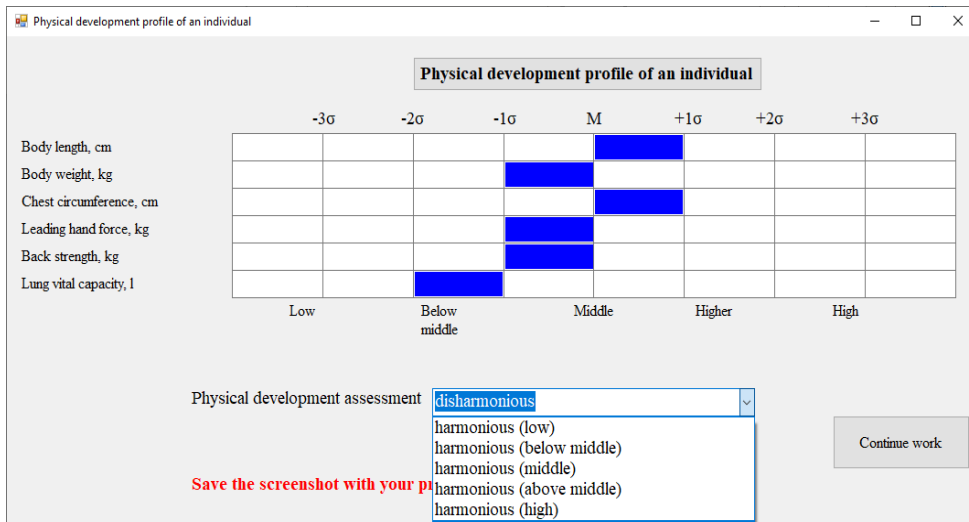 Physical development profile of an individual
Physical development profile of an individual
-3σ -2σ -1σ M +1σ +2σ +3σ
Body length, cm
Body weight, kg
Chest circumference, cm
Leading hand force, kg
Back strength, kg
Lung vital capacity, l
Low Below middle Middle Higher High
Physical development assessment disharmonious
harmonious (low)
harmonious (below middle)
harmonious (middle)
Continue work
harmonious (above middle)
harmonious (high)
Save the screenshot with your